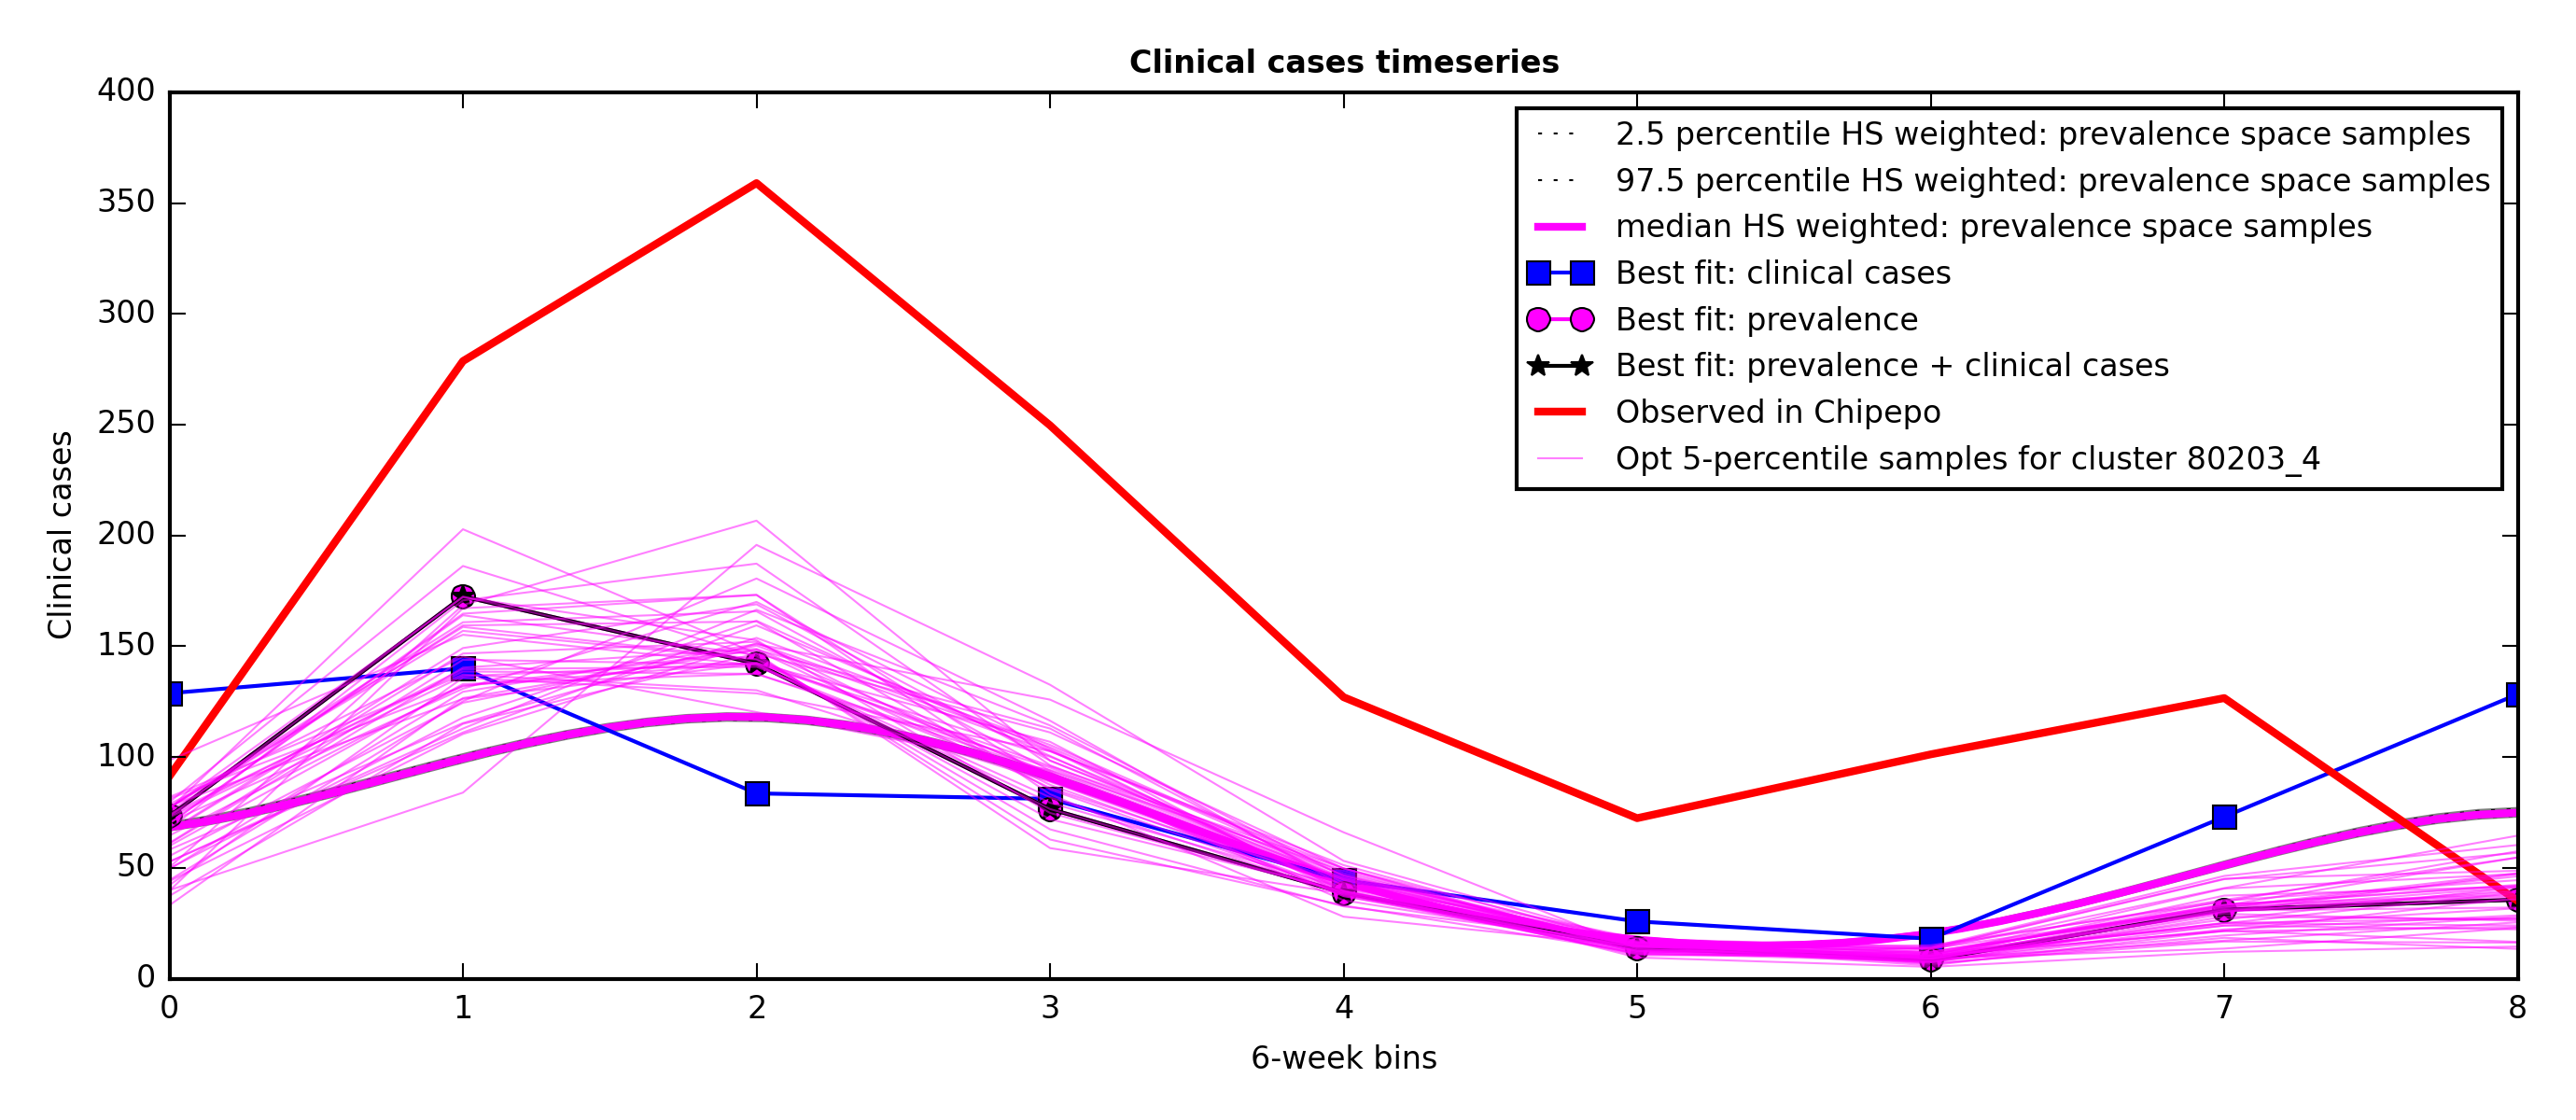 Clinical cases timeseries
400
350
300
250
200
150
100
50
0
Clinical cases
2.5 percentile HS weighted: prevalence space samples
97.5 percentile HS weighted: prevalence space samples
median HS weighted: prevalence space samples
Best fit: clinical cases
Best fit: prevalence
Best fit: prevalence + clinical cases
Observed in Chipepo
Opt 5-percentile samples for cluster 80203_4
0 1 2 3 4 5 6 7 8
6-week bins